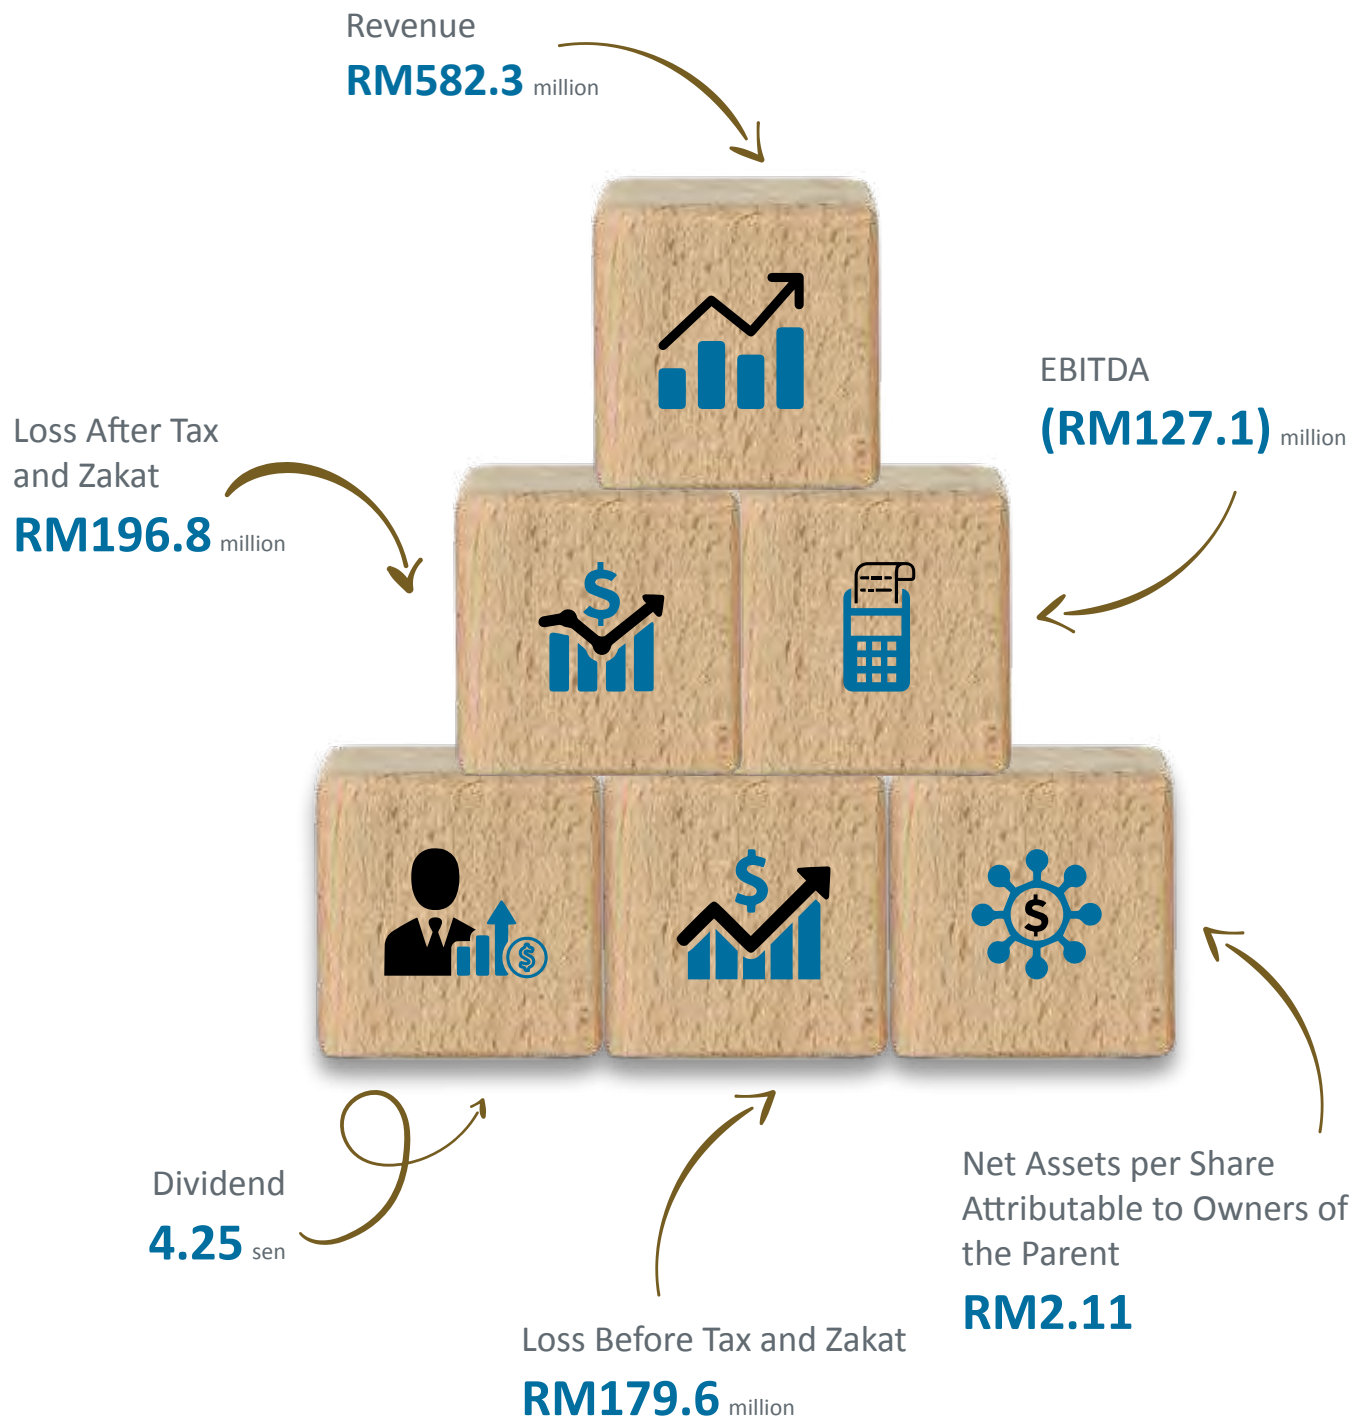 Revenue
RM582.3 million
EBITDA
(RM127.1) million
Loss After Tax
and Zakat
RM196.8 million
$
$
$
$
Dividend
4.25 sen
Net Assets per Share
Attributable to Owners of
the Parent
RM2.11
Loss Before Tax and Zakat
RM179.6 million